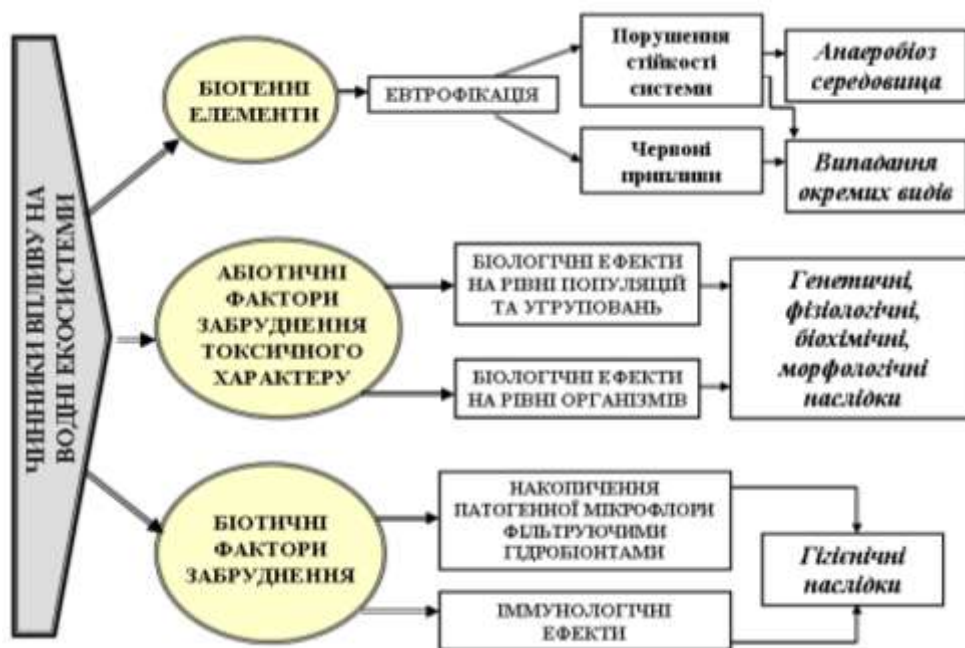 ЧИННИКИ ВПЛИВУ НА
ВОДНІ ЕКОСИСТЕМИ
БІОГЕННІ
ЕЛЕМЕНТИ
ЕВТРОФІКАЦІЯ
Порушення
стійкості
системи
Анаеробіоз
середовища
Червоні
припливи
Випадання
окремих видів
АБІОТИЧНІ
ФАКТОРИ
ЗАБРУДНЕННЯ
ТОКСИЧНОГО
ХАРАКТЕРУ
БІОЛОГІЧНІ ЕФЕКТИ
НА РІВНІ ПОПУЛЯЦІЙ
ТА УГРУПОВАНЬ
БІОЛОГІЧНІ ЕФЕКТИ
НА РІВНІ ОРГАНІЗМІВ
Генетичні,
фізіологічні,
біохімічні,
морфологічні
наслідки
БІОТИЧНІ
ФАКТОРИ
ЗАБРУДНЕННЯ
НАКОПИЧЕННЯ
ПАТОГЕННОЇ МІКРОФЛОРИ
ФІЛЬТРУЮЧИМИ
ГІДРОБІОНТАМИ
ІММУНОЛОГІЧНІ
ЕФЕКТИ
Гігієнічні
наслідки